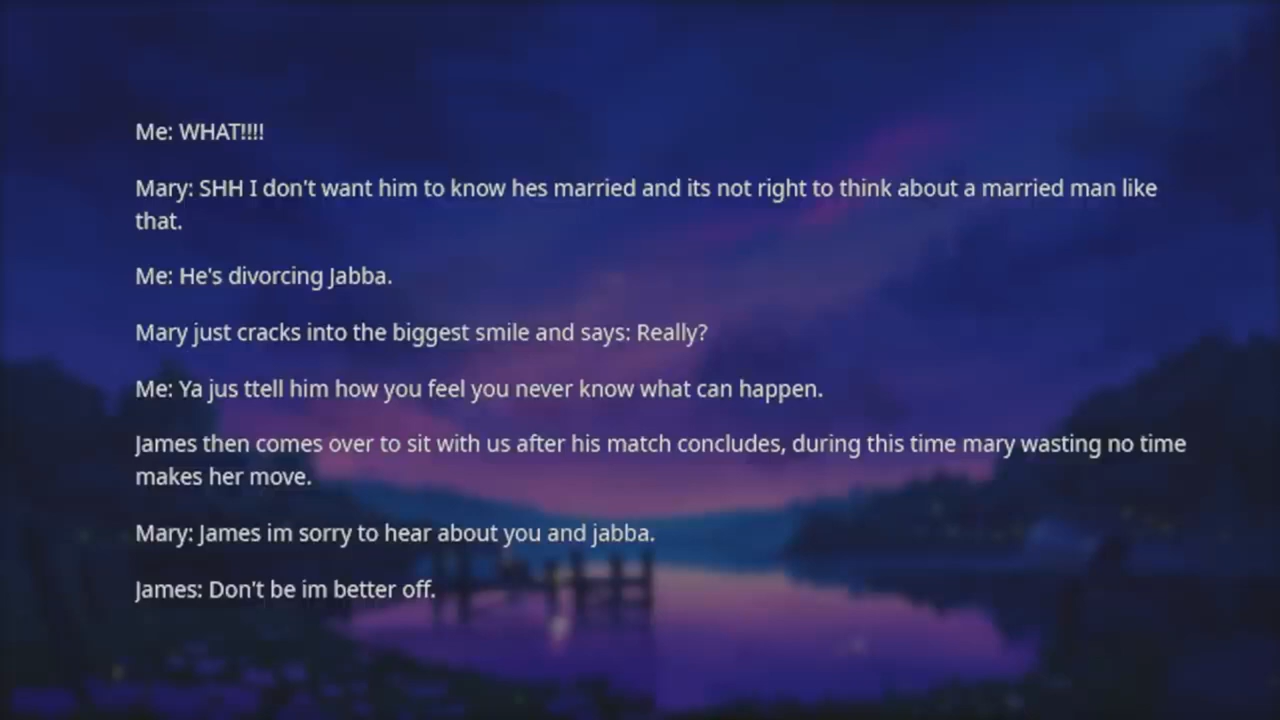 Me: WHAT!!!!
Mary: SHH I don't want him to know hes married and its not right to think about a married man like
that.
Me: He's divorcing Jabba.
Mary just cracks into the biggest smile and says: Really?
Me: Ya jus ttell him how you feel you never know what can happen.
James then comes over to sit with us after his match concludes, during this time mary wasting no time
makes her move.
Mary: James im sorry to hear about you and jabba.
James: Don't be im better off.